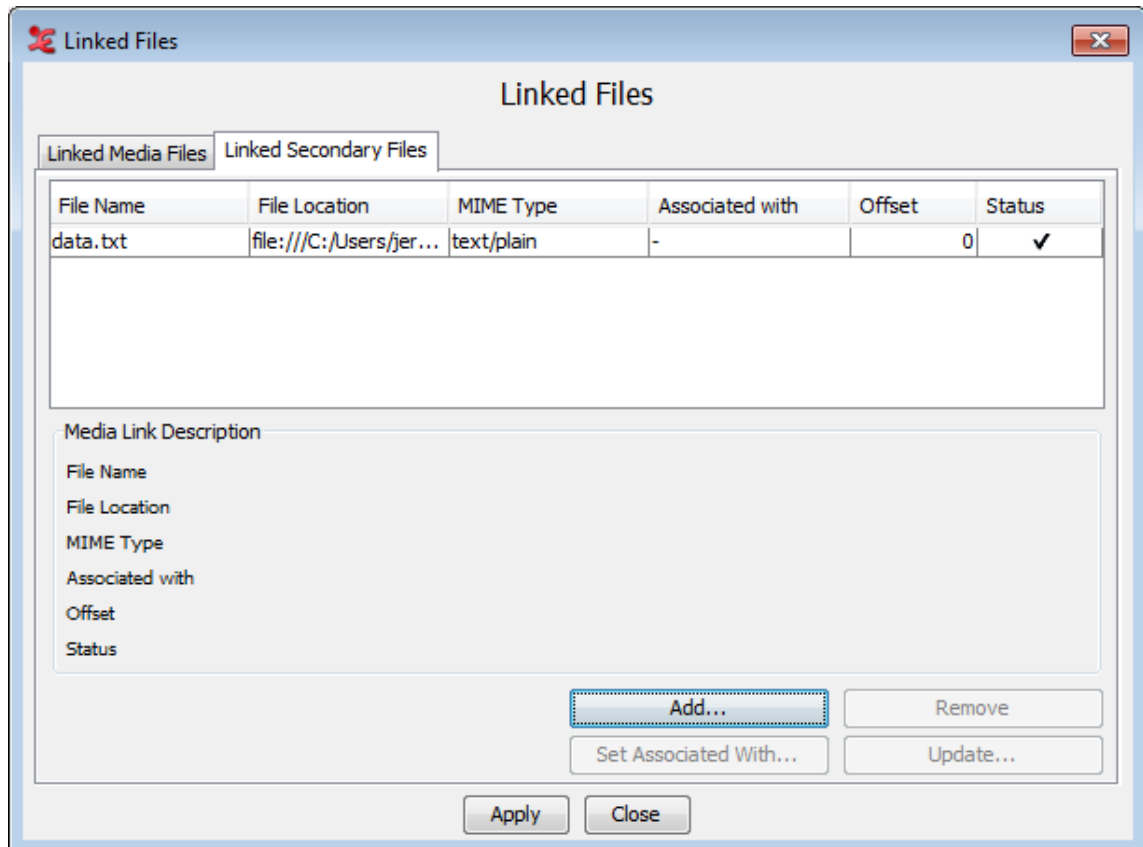 Linked Files
Linked Files
Linked Media Files Linked Secondary Files
File Name File Location MIME Type Associated with Offset Status
data.txt file:///C:/Users/jer... text/plain - 0 ✔
Media Link Description
File Name
File Location
MIME Type
Associated with
Offset
Status
Add... Remove
Set Associated With... Update...
Apply Close